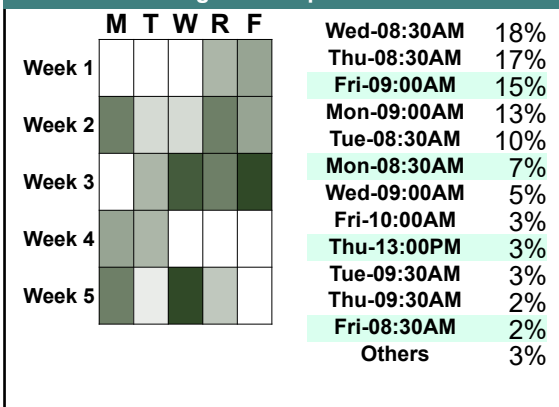 M T W R F
Week 1
Week 2
Week 3
Week 4
Week 5
Wed-08:30AM 18%
Thu-08:30AM 17%
Fri-09:00AM 15%
Mon-09:00AM 13%
Tue-08:30AM 10%
Mon-08:30AM 7%
Wed-09:00AM 5%
Fri-10:00AM 3%
Thu-13:00PM 3%
Tue-09:30AM 3%
Thu-09:30AM 2%
Fri-08:30AM 2%
Others 3%